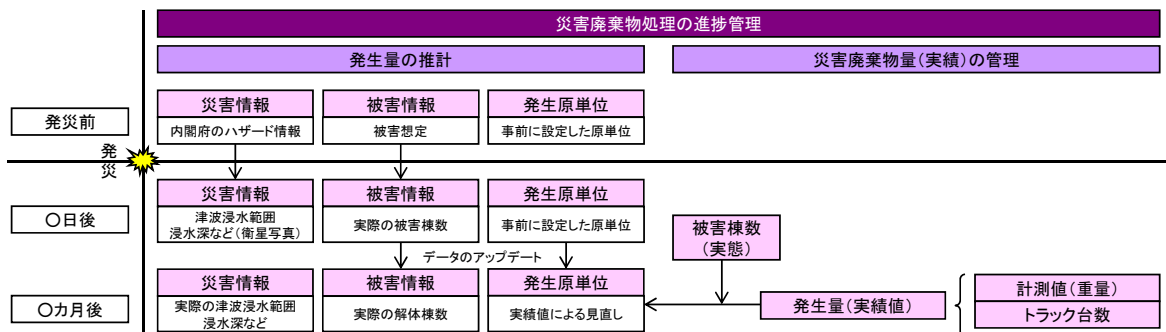 災害廃棄物処理の進捗管理
発生量の推計
災害廃棄物量(実績)の管理
発災前
災害情報
内閣府のハザード情報
被害情報
被害想定
発生原単位
事前に設定した原単位
発災
〇日後
災害情報
津波浸水範囲
浸水深など(衛星写真)
被害情報
実際の被害棟数
発生原単位
事前に設定した原単位
被害棟数
(実態)
データのアップデート
〇カ月後
災害情報
実際の津波浸水範囲
浸水深など
被害情報
実際の解体棟数
発生原単位
実績値による見直し
発生量(実績値)
計測値(重量)
トラック台数